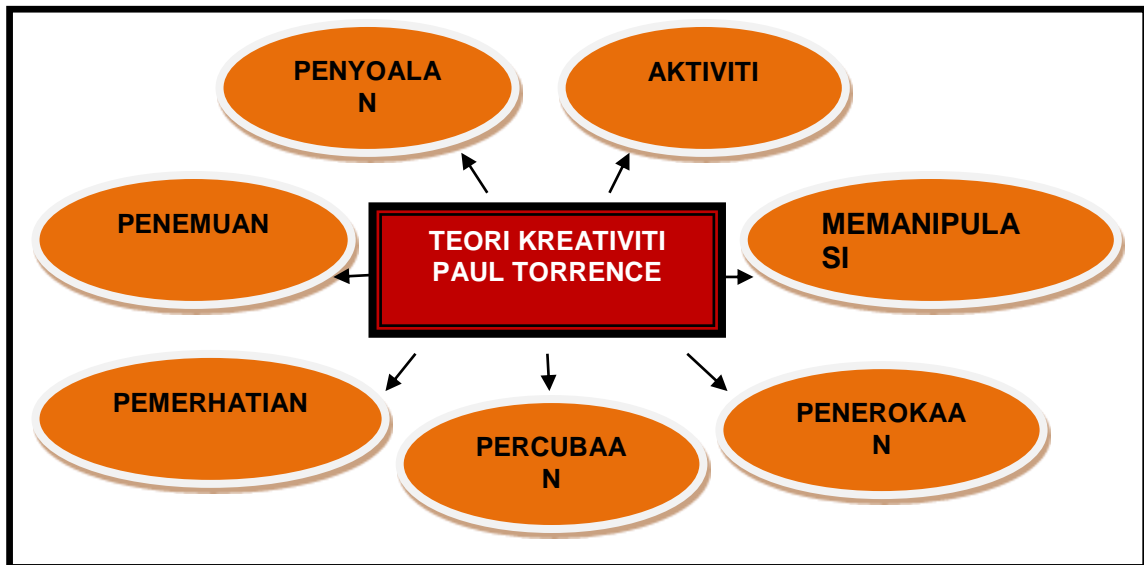 PENYOALA
N
AKTIVITI
PENEMUAN
TEORI KREATIVITI
PAUL TORRENCE
MEMANIPULA
SI
PEMERHATIAN
PERCUBAA
N
PENEROKAA
N